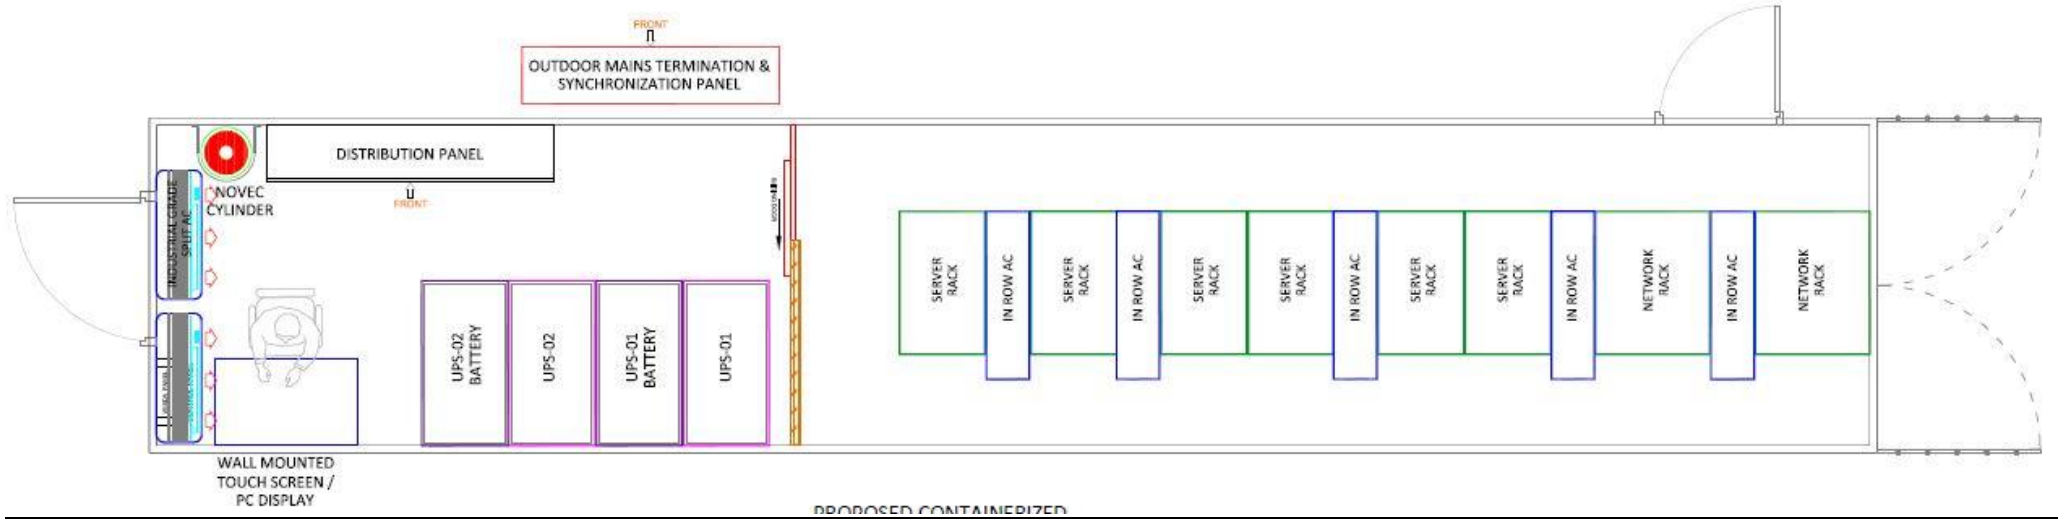 FRONT
OUTDOOR MAINS TERMINATION &
SYNCHRONIZATION PANEL
DISTRIBUTION PANEL
FRONT
NOVEC
CYLINDER
INDUSTRIAL GRADE
SPLIT AC
UPS-02
BATTERY
UPS-02
UPS-01
BATTERY
UPS-01
SERVER
RACK
IN ROW AC
SERVER
RACK
IN ROW AC
SERVER
RACK
SERVER
RACK
IN ROW AC
SERVER
RACK
SERVER
RACK
IN ROW AC
NETWORK
RACK
IN ROW AC
NETWORK
RACK
WALL MOUNTED
TOUCH SCREEN /
PC DISPLAY
PROPOSED CONTAINERIZED